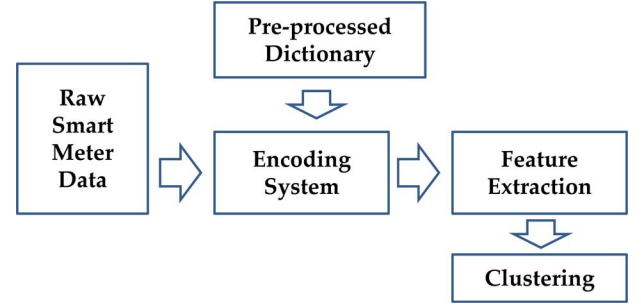 Pre-processed
Dictionary
Raw
Smart
Meter
Data
Encoding
System
Feature
Extraction
Clustering